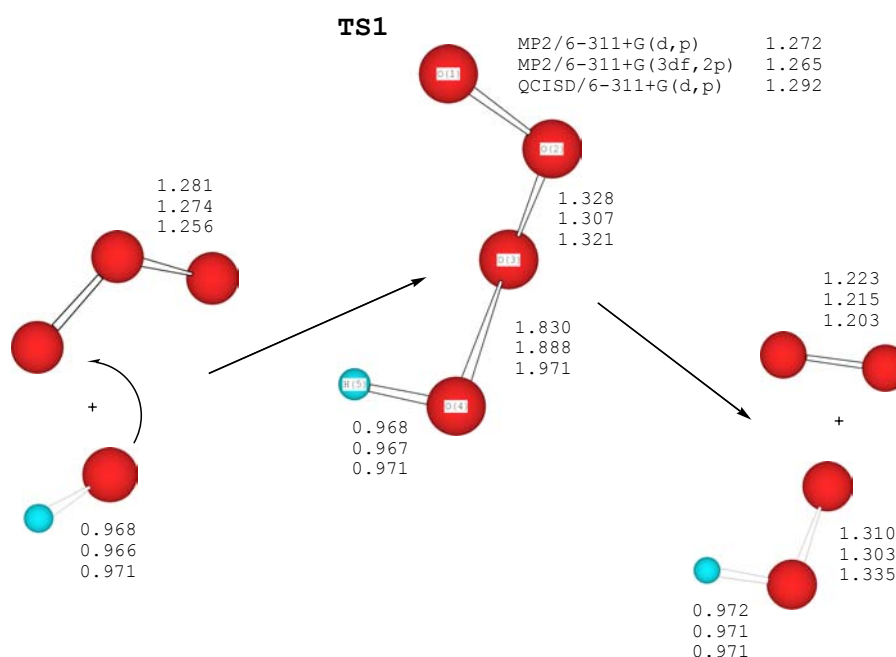 TS1
MP2/6-311+G(d,p) 1.272
MP2/6-311+G(3df,2p) 1.265
QCISD/6-311+G(d,p) 1.292
O(1)
O(2)
1.281
1.274
1.256
1.328
1.307
1.321
O(3)
1.830
1.888
1.971
H(5)
O(4)
0.968
0.967
0.971
+
0.968
0.966
0.971
1.223
1.215
1.203
+
1.310
1.303
1.335
0.972
0.971
0.971